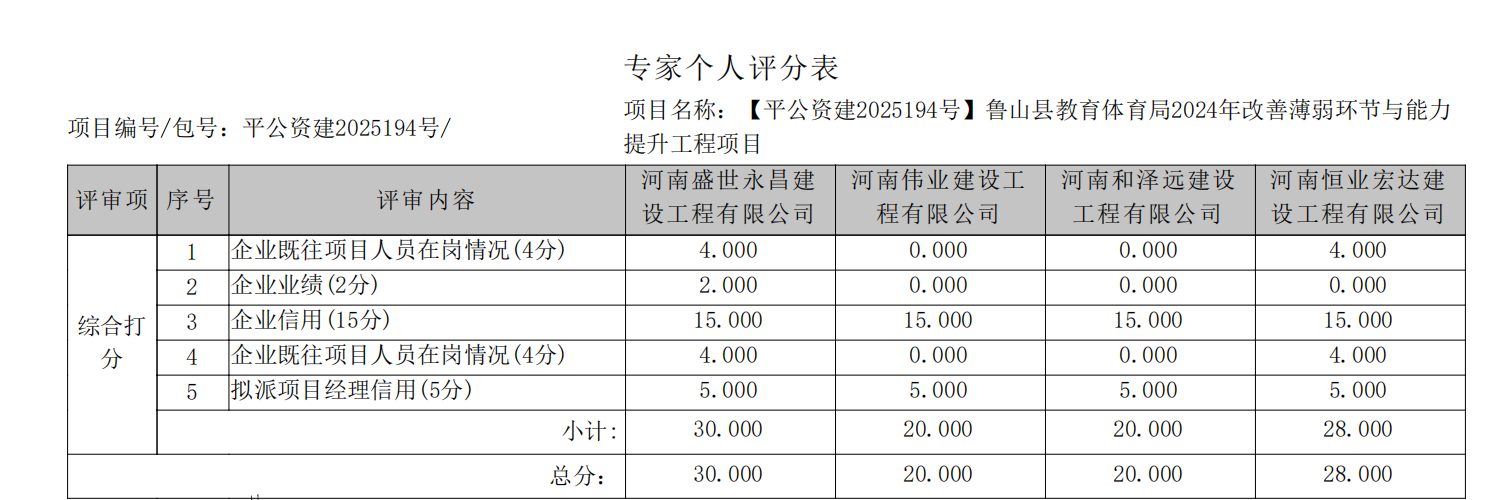 专家个人评分表
项目编号/包号：平公资建2025194号/
项目名称：【平公资建2025194号】鲁山县教育体育局2024年改善薄弱环节与能力
提升工程项目
评审项 序号 评审内容 河南盛世永昌建设工程有限公司 河南伟业建设工程有限公司 河南和泽远建设工程有限公司 河南恒业宏达建设工程有限公司
综合打分
1 企业既往项目人员在岗情况(4分) 4.000 0.000 0.000 4.000
2 企业业绩(2分) 2.000 0.000 0.000 0.000
3 企业信用(15分) 15.000 15.000 15.000 15.000
4 企业既往项目人员在岗情况(4分) 4.000 0.000 0.000 4.000
5 拟派项目经理信用(5分) 5.000 5.000 5.000 5.000
小计: 30.000 20.000 20.000 28.000
总分： 30.000 20.000 20.000 28.000